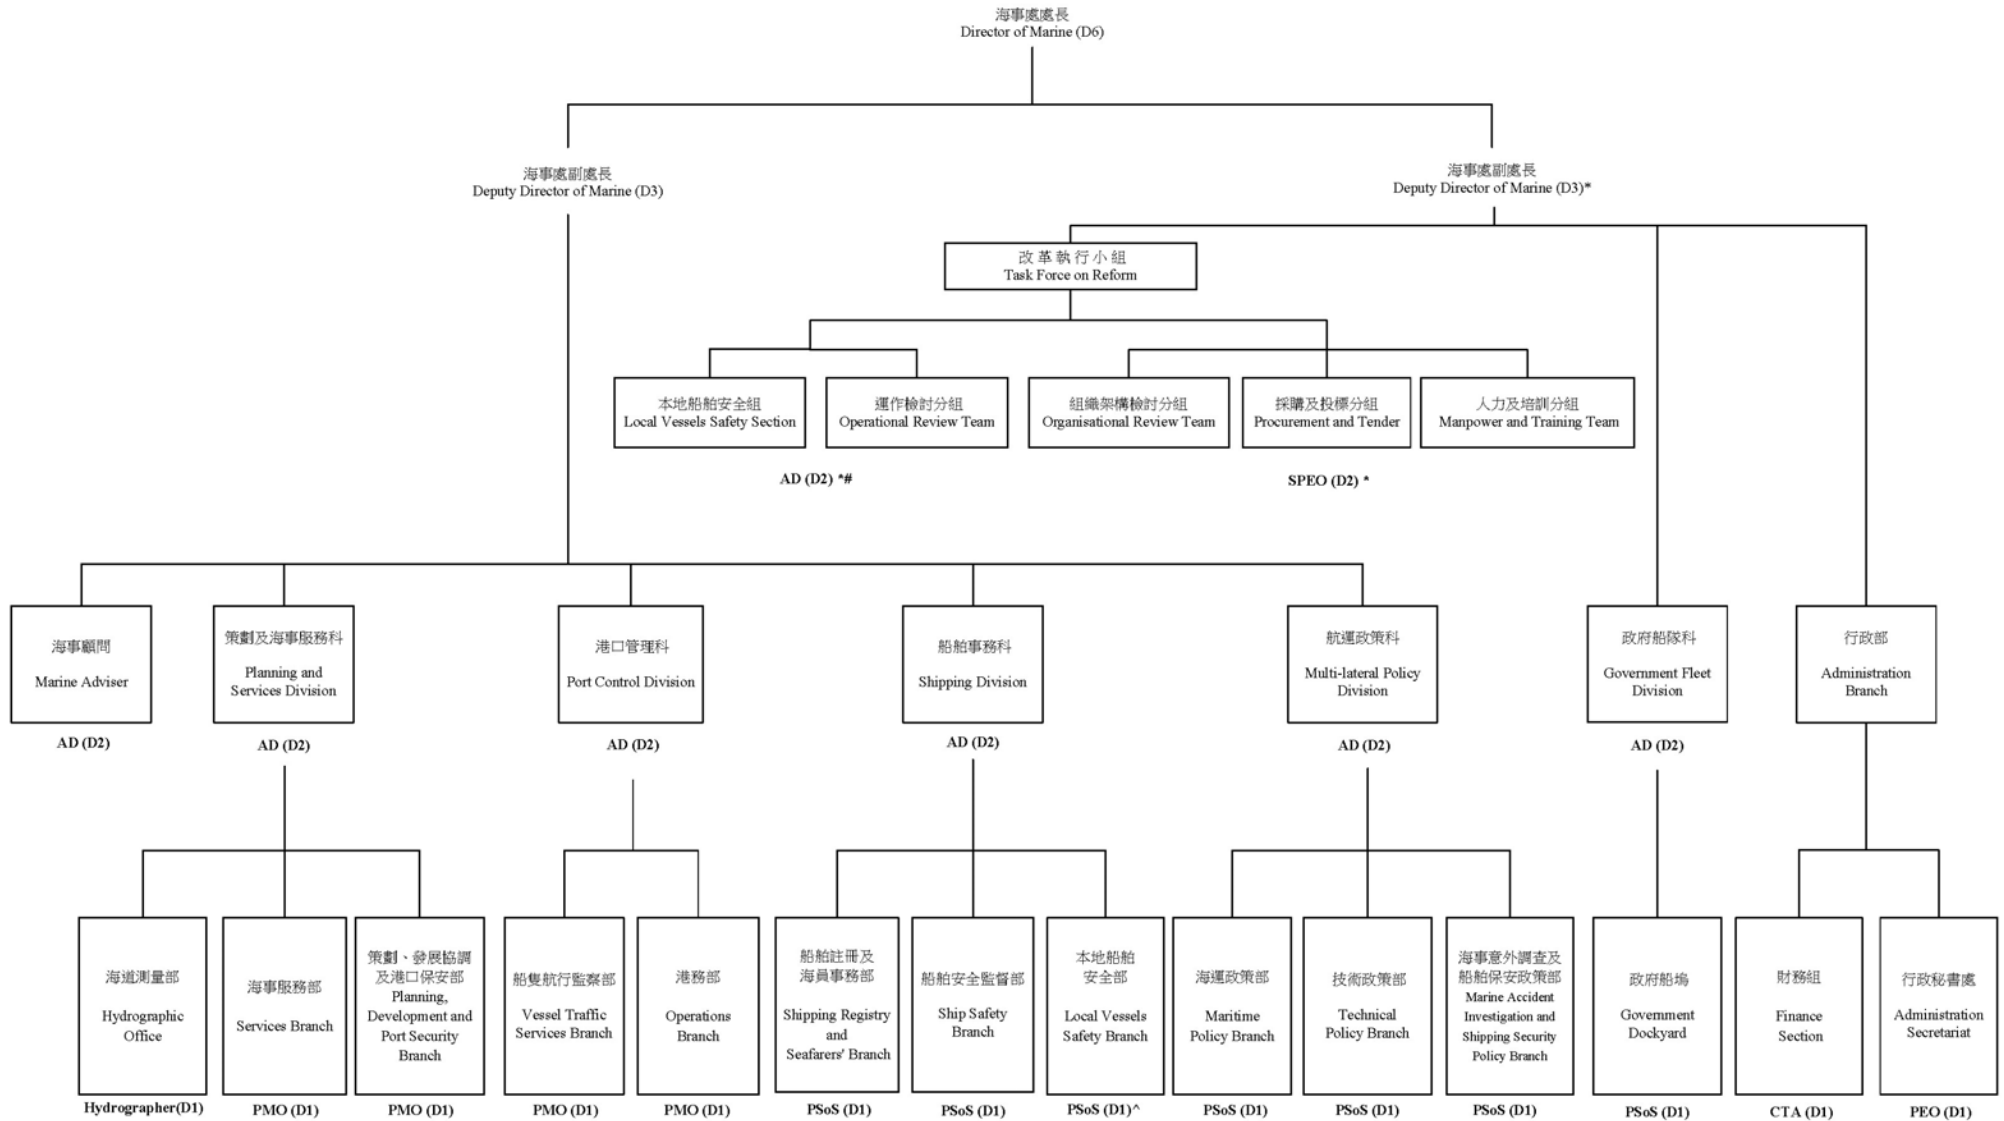 海事處處長
Director of Marine (D6)
海事處副處長
Deputy Director of Marine (D3)
海事處副處長
Deputy Director of Marine (D3)*
改革執行小組
Task Force on Reform
本地船舶安全組
Local Vessels Safety Section
運作檢討分組
Operational Review Team
組織架構檢討分組
Organisational Review Team
採購及投標分組
Procurement and Tender
人力及培訓分組
Manpower and Training Team
AD (D2) *#
SPEO (D2) *
海事顧問
Marine Adviser
AD (D2)
策劃及海事服務科
Planning and
Services Division
AD (D2)
港口管理科
Port Control Division
AD (D2)
船舶事務科
Shipping Division
AD (D2)
航運政策科
Multi-lateral Policy
Division
AD (D2)
政府船隊科
Government Fleet
Division
AD (D2)
行政部
Administration
Branch
海道測量部
Hydrographic
Office
Hydrographer(D1)
海事服務部
Services Branch
PMO (D1)
策劃、發展協調
及港口保安部
Planning,
Development and
Port Security
Branch
PMO (D1)
船隻航行監察部
Vessel Traffic
Services Branch
PMO (D1)
港務部
Operations
Branch
PMO (D1)
船舶註冊及
海員事務部
Shipping Registry
and
Seafarers' Branch
PSoS (D1)
船舶安全監督部
Ship Safety
Branch
PSoS (D1)
本地船舶
安全部
Local Vessels
Safety Branch
PSoS (D1)^
海運政策部
Maritime
Policy Branch
PSoS (D1)
技術政策部
Technical
Policy Branch
PSoS (D1)
海事意外調查及
船舶保安政策部
Marine Accident
Investigation and
Shipping Security
Policy Branch
PSoS (D1)
政府船塢
Government
Dockyard
PSoS (D1)
財務組
Finance
Section
CTA (D1)
行政秘書處
Administration
Secretariat
PEO (D1)